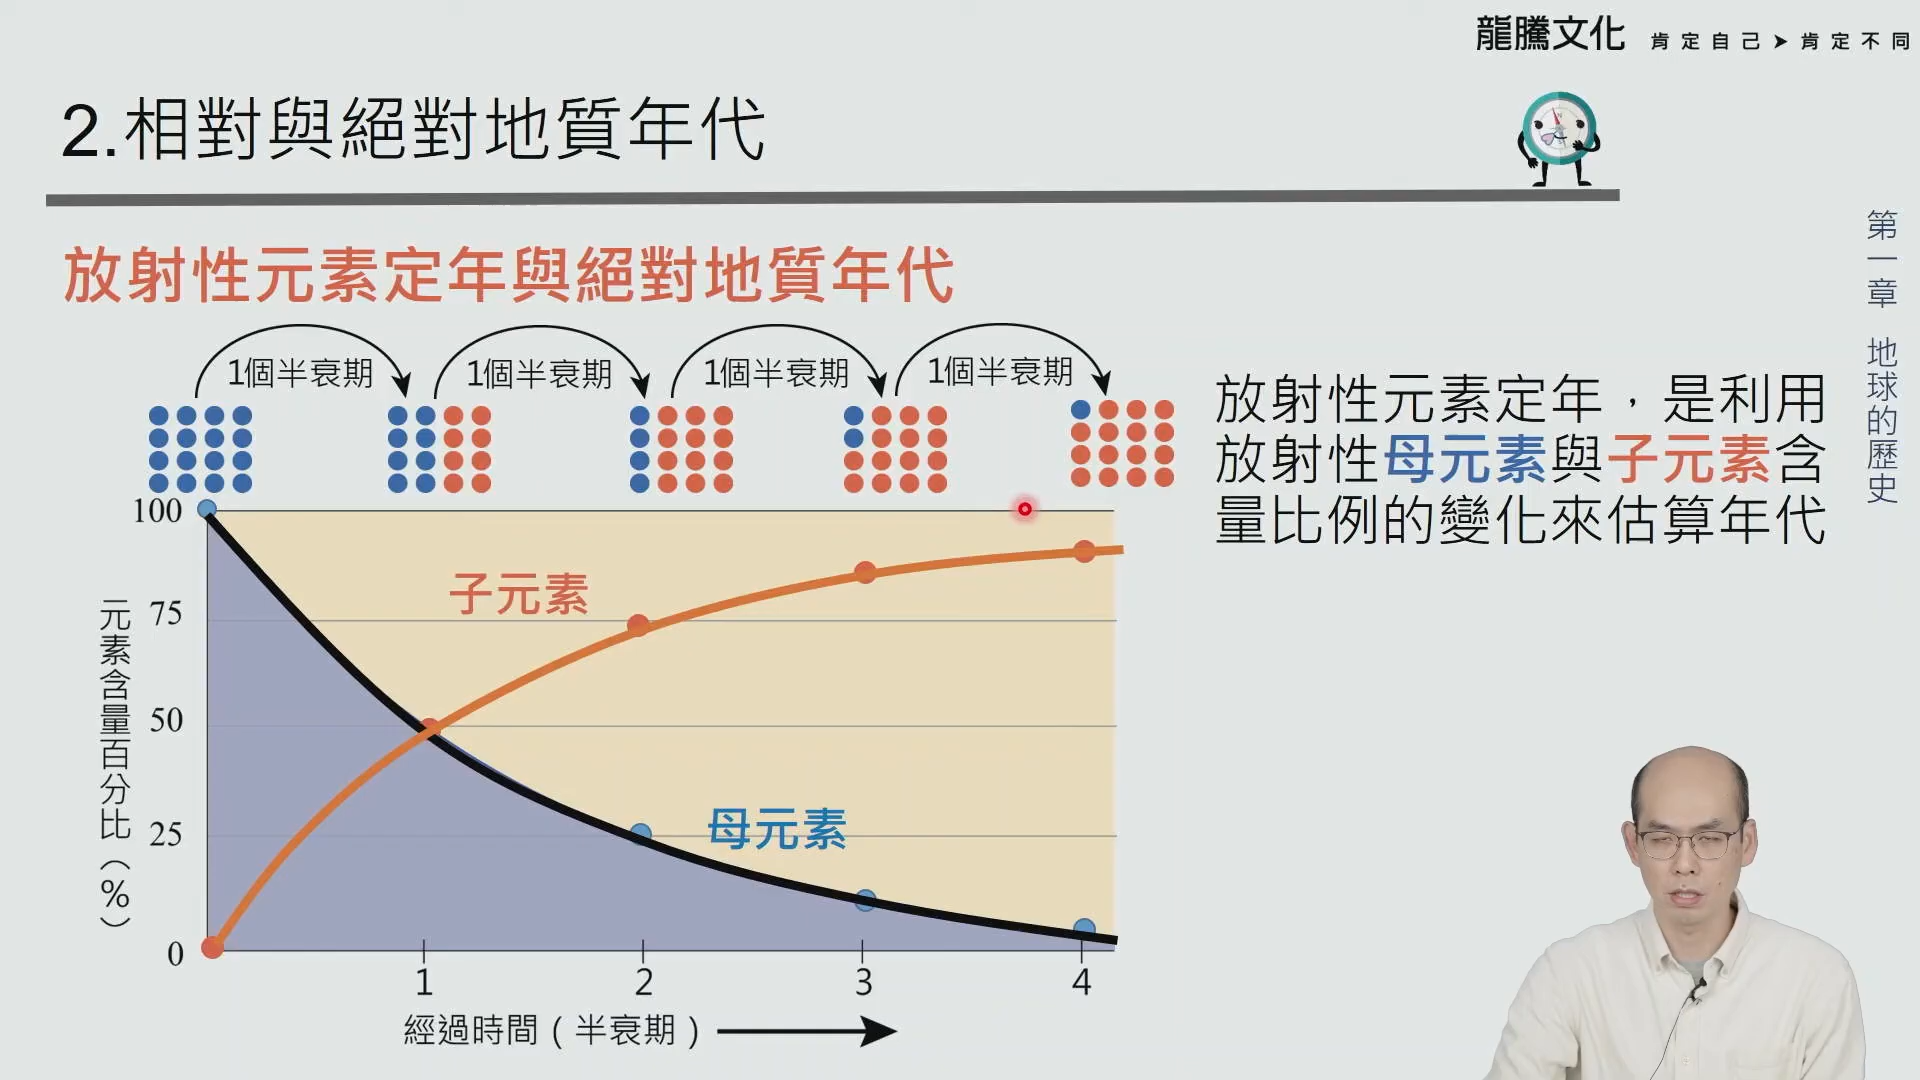 龍騰文化 肯定自己➤肯定不同
2.相對與絕對地質年代
放射性元素定年與絕對地質年代
1個半衰期 1個半衰期 1個半衰期 1個半衰期
放射性元素定年，是利用
放射性母元素與子元素含
量比例的變化來估算年代
第一章 地球的歷史
元素含量百分比（%）
100
75
50
25
0
子元素
母元素
1 2 3 4
經過時間（半衰期）